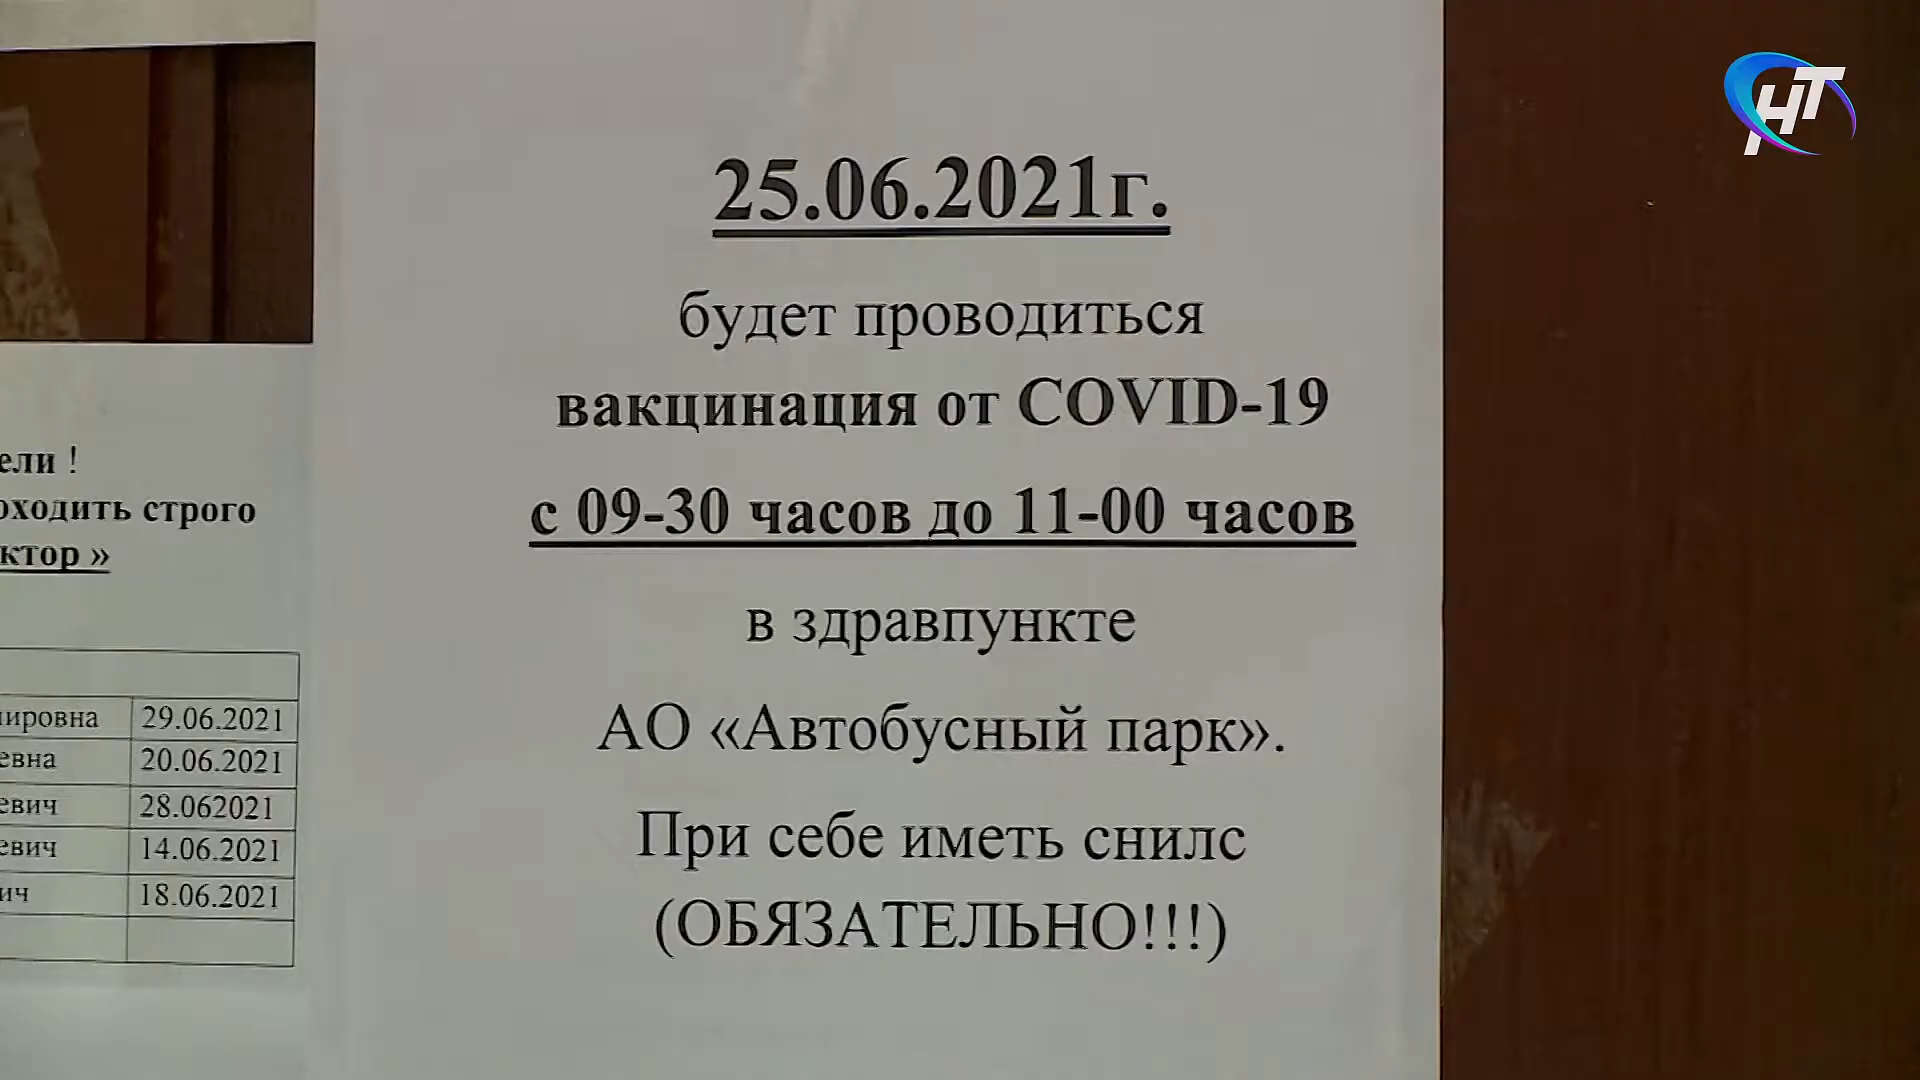 25.06.2021г.
будет проводиться
вакцинация от COVID-19
с 09-30 часов до 11-00 часов
в здравпункте
АО «Автобусный парк».
При себе иметь снилс
(ОБЯЗАТЕЛЬНО!!!)
ели !
оходить строго
ктор »
ировна 29.06.2021
евна 20.06.2021
евич 28.062021
евич 14.06.2021
ич 18.06.2021
НТ